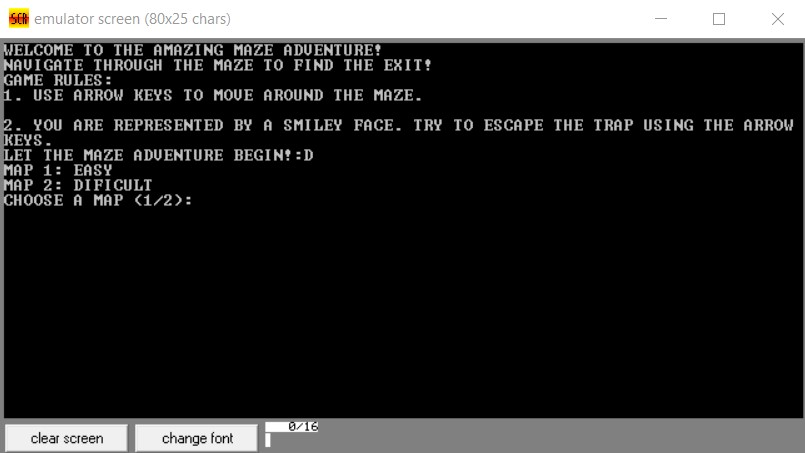 SCR emulator screen (80x25 chars)
WELCOME TO THE AMAZING MAZE ADVENTURE!
NAVIGATE THROUGH THE MAZE TO FIND THE EXIT!
GAME RULES:
1. USE ARROW KEYS TO MOVE AROUND THE MAZE.
2. YOU ARE REPRESENTED BY A SMILEY FACE. TRY TO ESCAPE THE TRAP USING THE ARROW
KEYS.
LET THE MAZE ADVENTURE BEGIN!:D
MAP 1: EASY
MAP 2: DIFICULT
CHOOSE A MAP (1/2):
clear screen change font 0/16